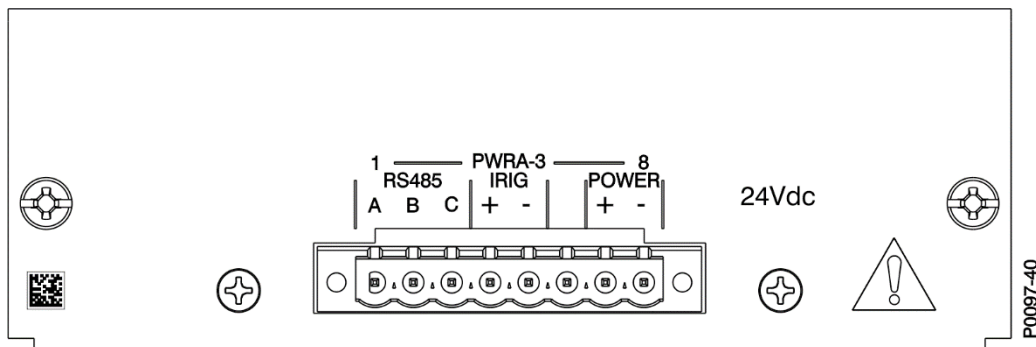 1 PWRA-3 8
RS485 IRIG POWER
A B C + - + -
24Vdc
P0097-40